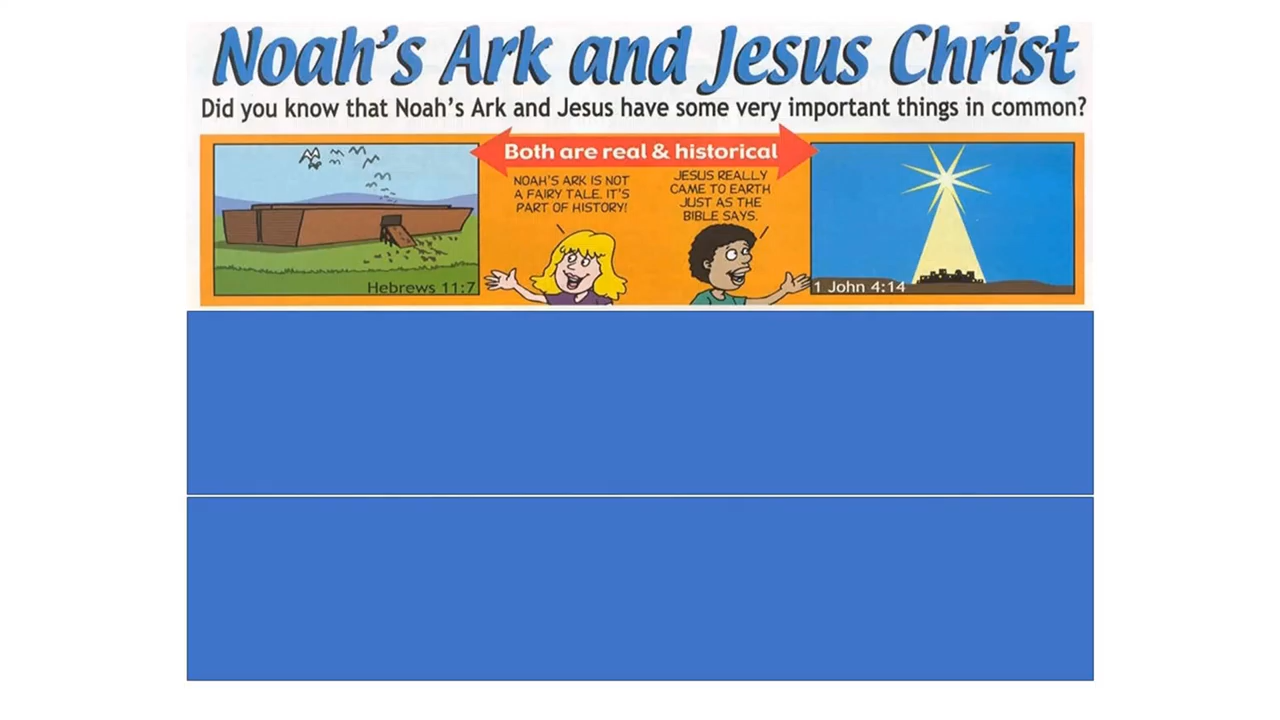 Noah's Ark and Jesus Christ
Did you know that Noah's Ark and Jesus have some very important things in common?
Both are real & historical
NOAH'S ARK IS NOT
A FAIRY TALE. IT'S
PART OF HISTORY!
JESUS REALLY
CAME TO EARTH
JUST AS THE
BIBLE SAYS.
Hebrews 11:7
1 John 4:14